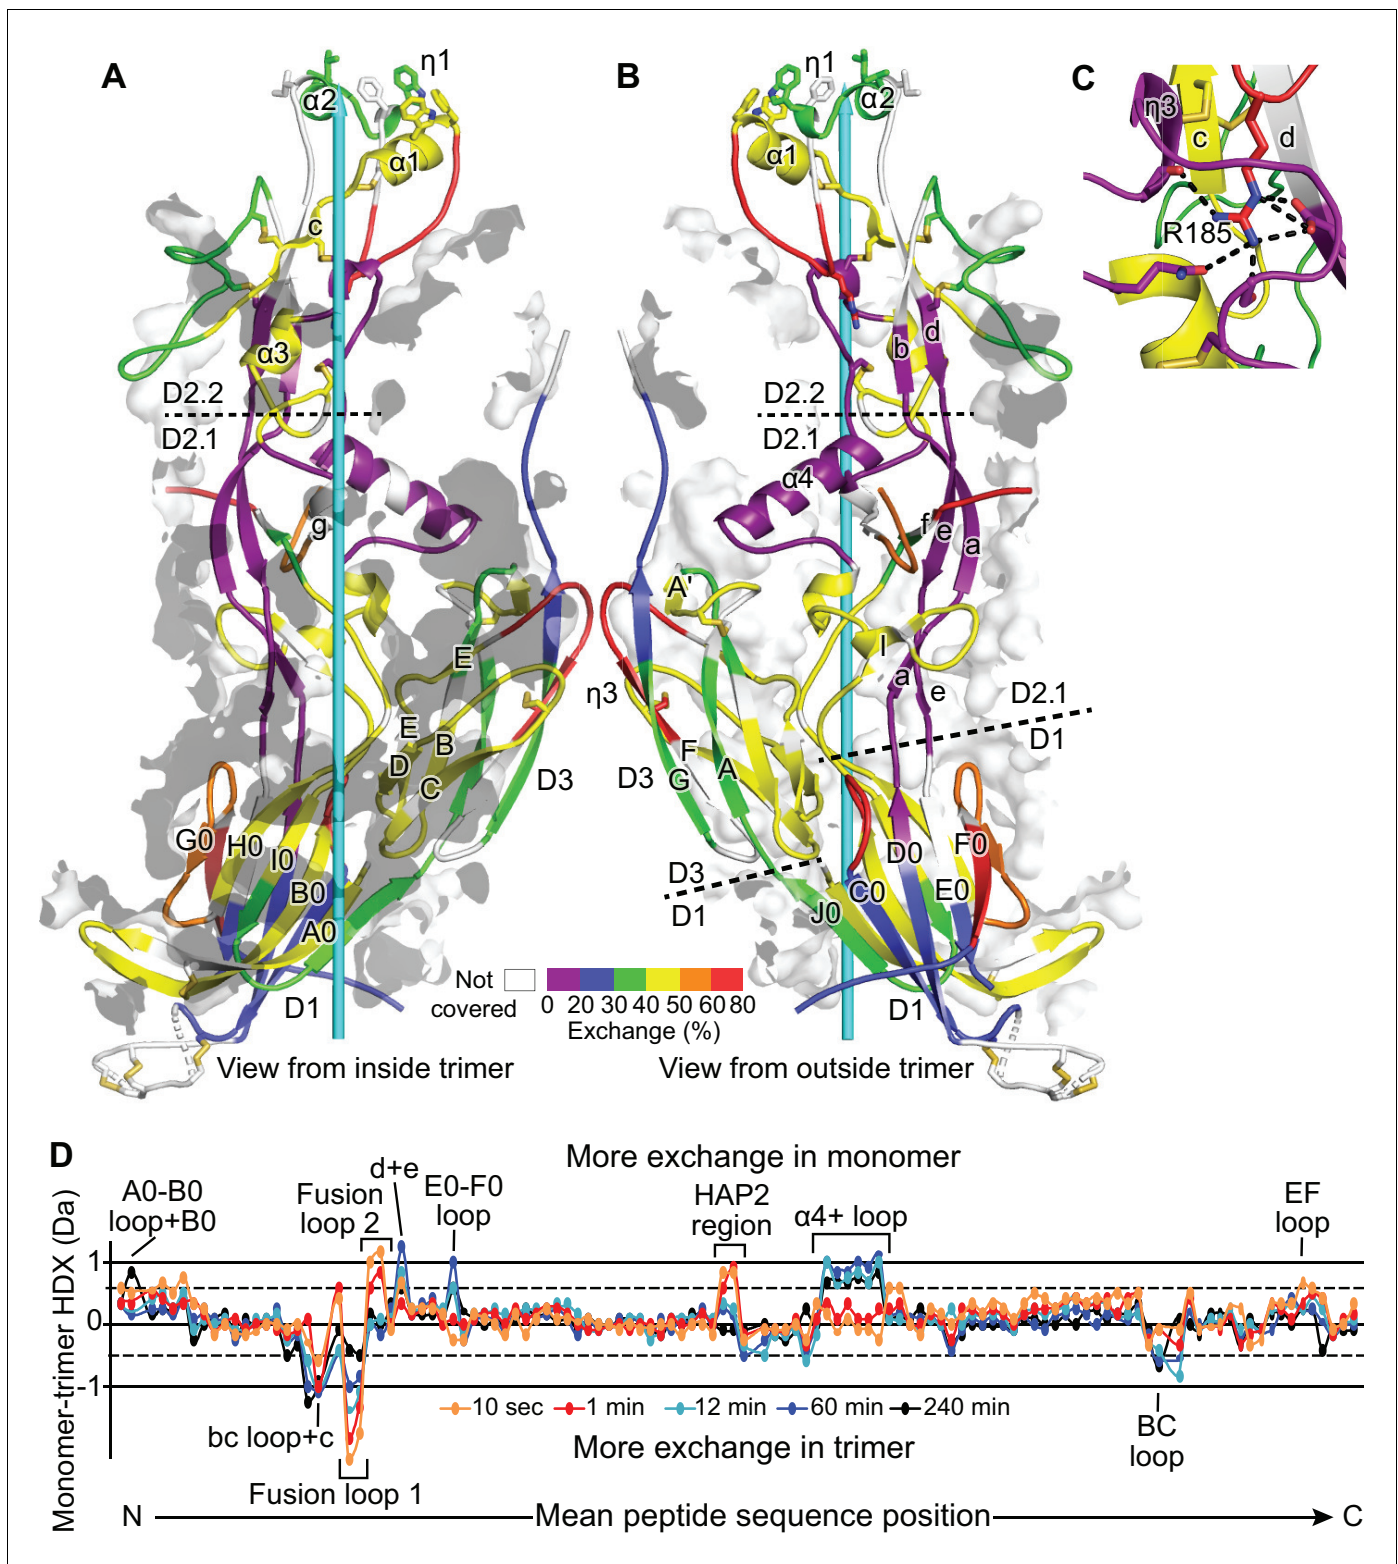 A
η1
α2
α1
c
α3
D2.2
D2.1
g
E
E
D
B
C
D3
G0
H0
I0
B0
A0
D1
View from inside trimer
B
η1
α2
α1
b
d
D2.2
D2.1
α4
f
e
a
A'
I
a
e
η3
D2.1
D1
F
D3
G
A
D3
D1
J0
C0
D0
E0
F0
D1
View from outside trimer
C
η3
c
d
R185
Not covered
0 20 30 40 50 60 80
Exchange (%)
D
More exchange in monomer
Monomer-trimer HDX (Da)
1
0
-1
A0-B0
loop+B0
Fusion
loop 2
d+e
E0-F0
loop
HAP2
region
α4+ loop
EF
loop
bc loop+c
Fusion loop 1
10 sec 1 min 12 min 60 min 240 min
More exchange in trimer
BC
loop
N Mean peptide sequence position C